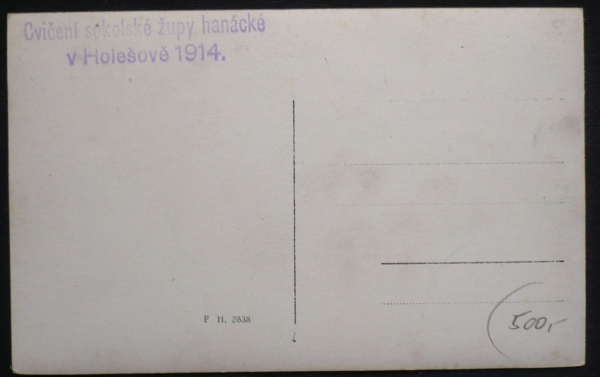 Cvičení sokolské župy hanácké
v Holešově 1914.
F H. 2838
500,-